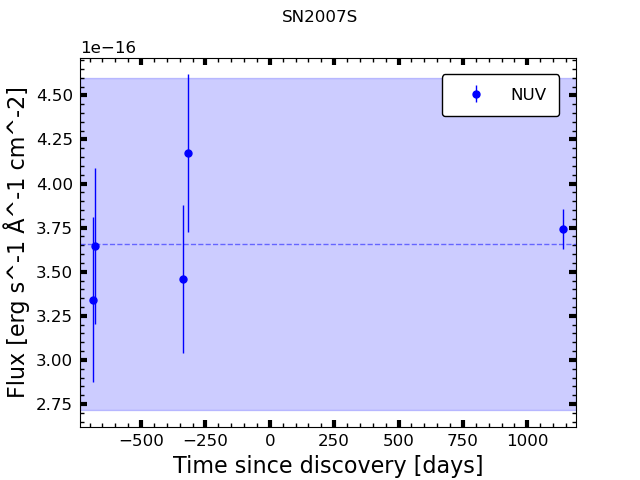 SN2007S
1e−16
NUV
4.50
4.25
4.00
3.75
3.50
3.25
3.00
2.75
Flux [erg s^-1 Å^-1 cm^-2]
−500 −250 0 250 500 750 1000
Time since discovery [days]